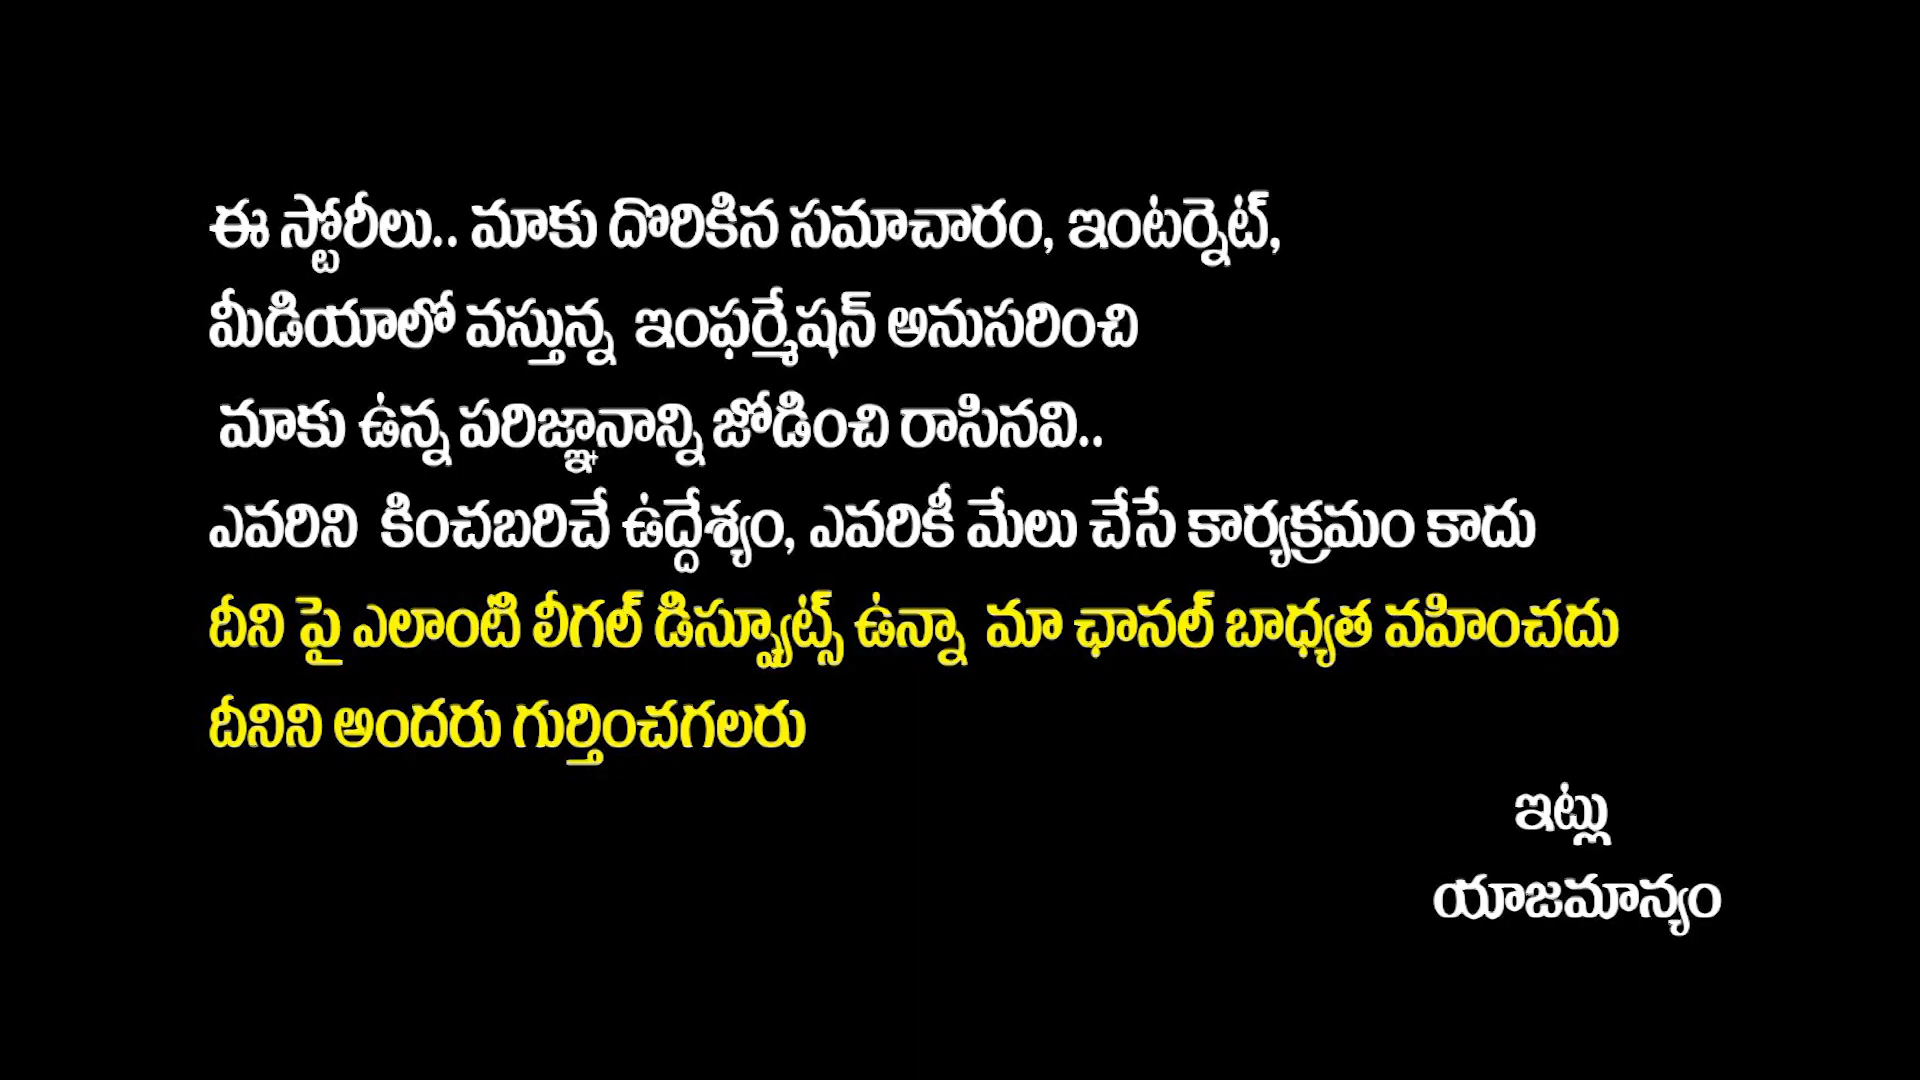 ఈ స్టోరీలు.. మాకు దొరికిన సమాచారం, ఇంటర్నెట్,
మీడియాలో వస్తున్న ఇంఫర్మేషన్ అనుసరించి
మాకు ఉన్న పరిజ్ఞానాన్ని జోడించి రాసినవి..
ఎవరిని కించబరిచే ఉద్దేశ్యం, ఎవరికీ మేలు చేసే కార్యక్రమం కాదు
దీని పై ఎలాంటి లీగల్ డిస్ప్యూట్స్ ఉన్నా మా ఛానల్ బాధ్యత వహించదు
దీనిని అందరు గుర్తించగలరు
ఇట్లు
యాజమాన్యం